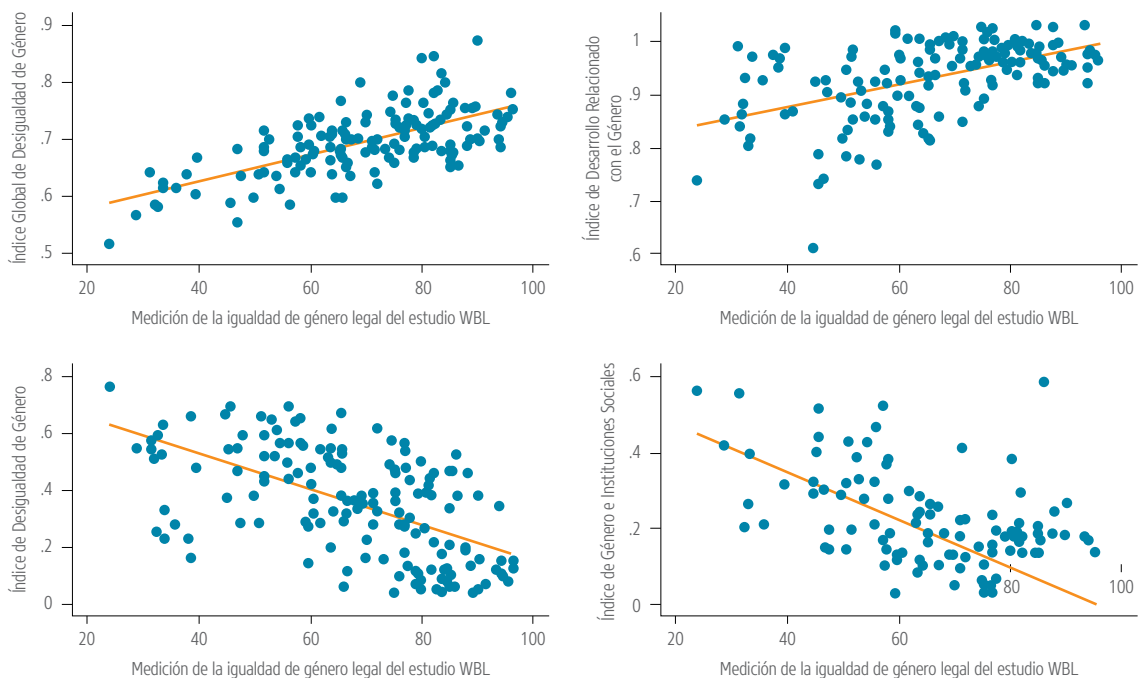 Índice Global de Desigualdad de Género
.9
.8
.7
.6
.5
20 40 60 80 100
Medición de la igualdad de género legal del estudio WBL
Índice de Desarrollo Relacionado
con el Género
1
.9
.8
.7
.6
20 40 60 80 100
Medición de la igualdad de género legal del estudio WBL
Índice de Desigualdad de Género
.8
.6
.4
.2
0
20 40 60 80 100
Medición de la igualdad de género legal del estudio WBL
Índice de Género e Instituciones Sociales
.6
.4
.2
0
80 100
20 40 60 80 100
Medición de la igualdad de género legal del estudio WBL